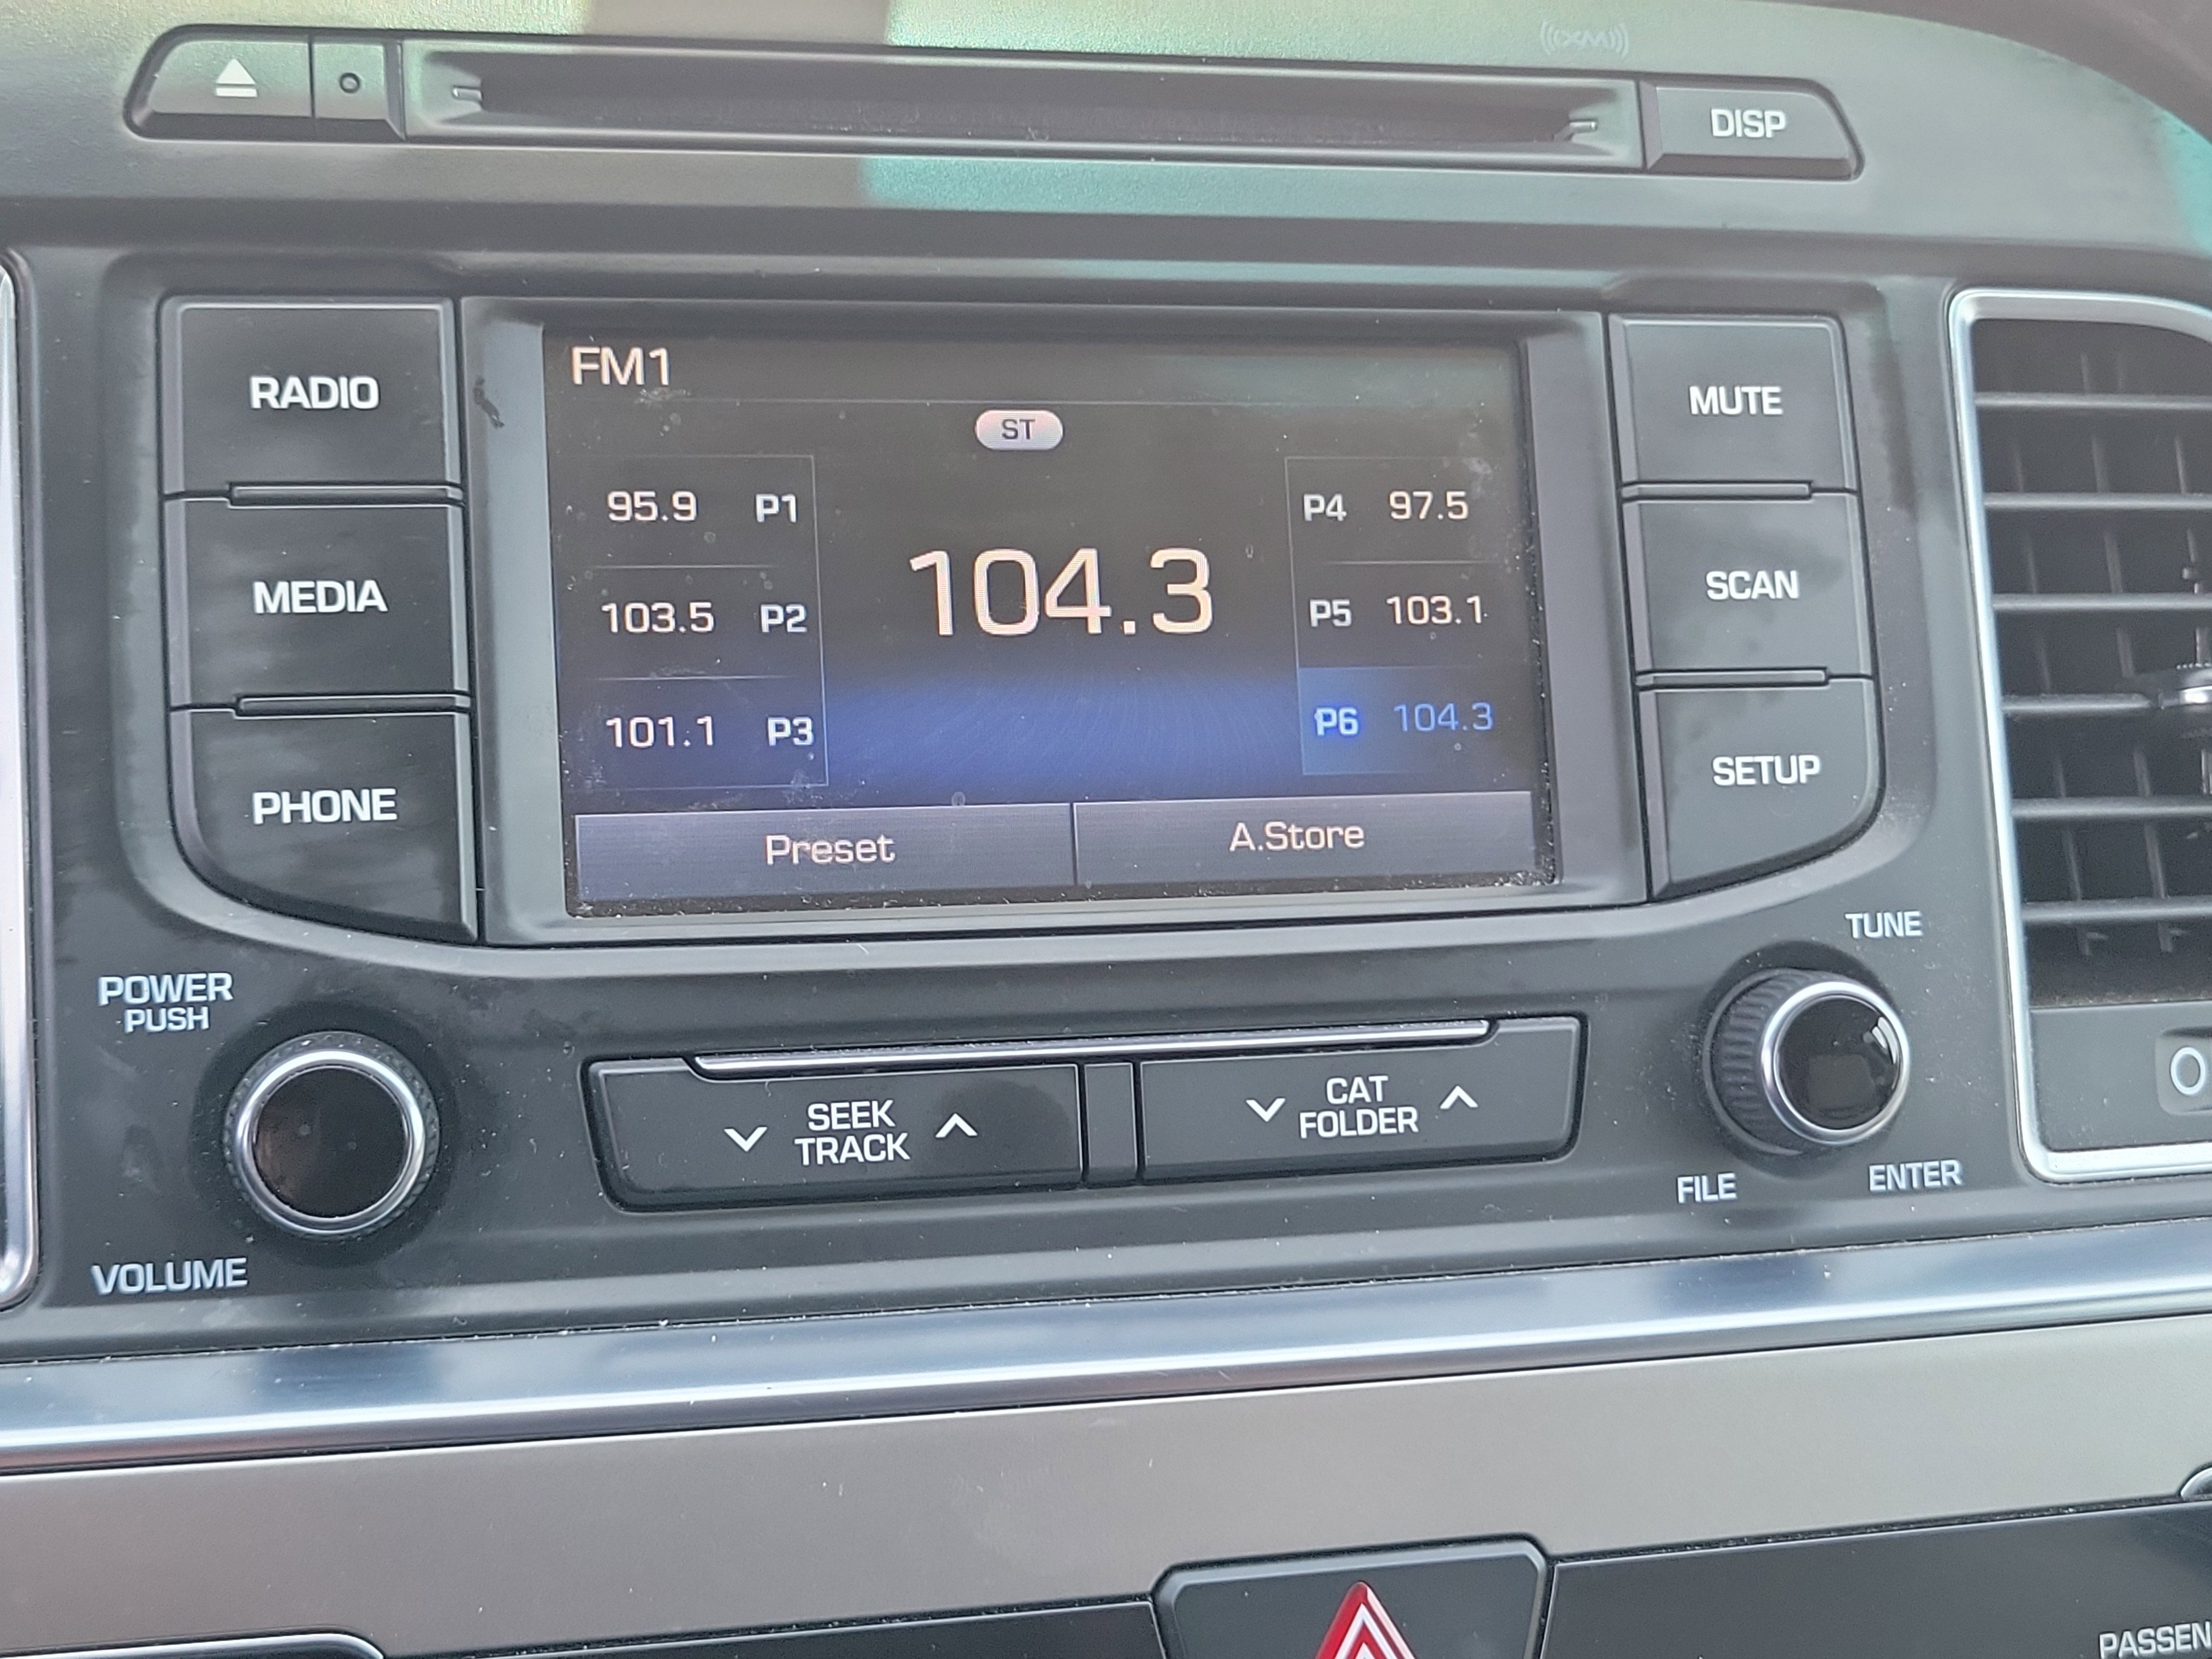 XM
DISP
RADIO
MEDIA
PHONE
FM1
ST
95.9 P1
103.5 P2
101.1 P3
104.3
P4 97.5
P5 103.1
P6 104.3
Preset
A.Store
MUTE
SCAN
SETUP
POWER
PUSH
VOLUME
SEEK
TRACK
CAT
FOLDER
TUNE
FILE
ENTER
PASSEN